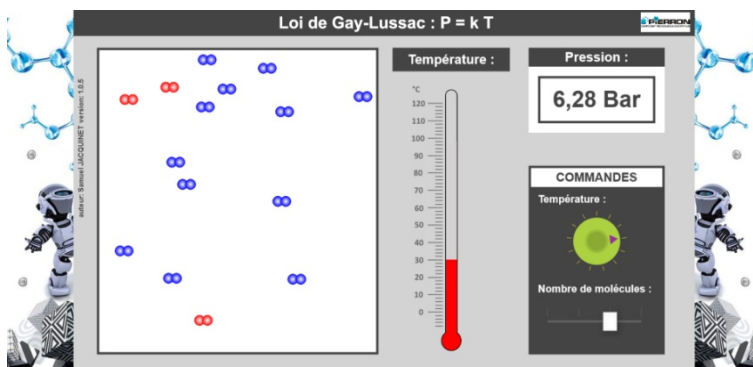 Loi de Gay-Lussac : P = k T
PIERRON
auteur: Samuel JACQUINET version: 1.0.5
Température :
°C
120
110
100
90
80
70
60
50
40
30
20
10
0
Pression :
6,28 Bar
COMMANDES
Température :
Nombre de molécules :